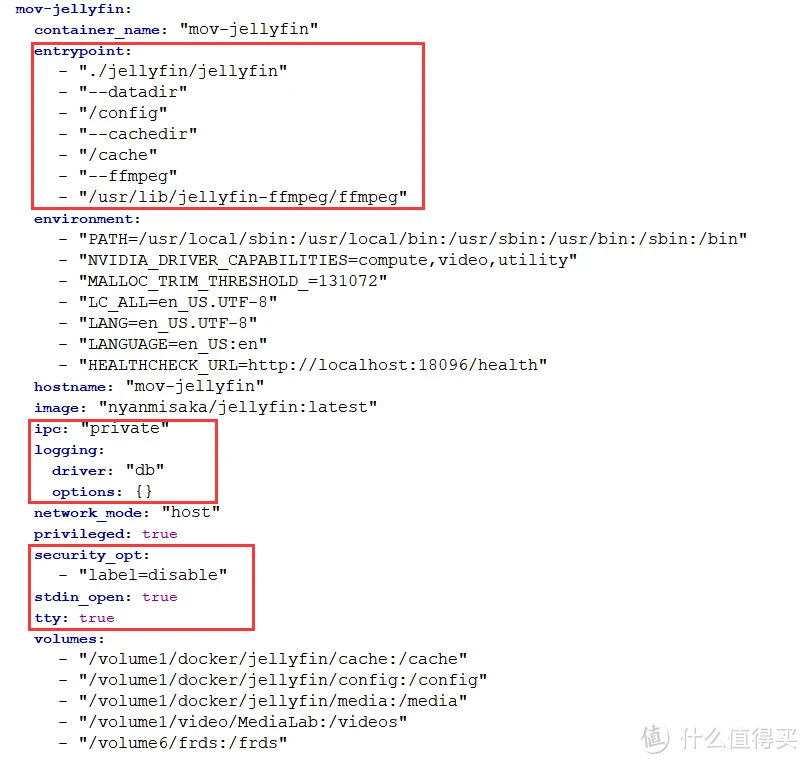 mov-jellyfin:
  container_name: "mov-jellyfin"
  entrypoint:
    - "./jellyfin/jellyfin"
    - "--datadir"
    - "/config"
    - "--cachedir"
    - "/cache"
    - "--ffmpeg"
    - "/usr/lib/jellyfin-ffmpeg/ffmpeg"
  environment:
    - "PATH=/usr/local/sbin:/usr/local/bin:/usr/sbin:/usr/bin:/sbin:/bin"
    - "NVIDIA_DRIVER_CAPABILITIES=compute,video,utility"
    - "MALLOC_TRIM_THRESHOLD_=131072"
    - "LC_ALL=en_US.UTF-8"
    - "LANG=en_US.UTF-8"
    - "LANGUAGE=en_US:en"
    - "HEALTHCHECK_URL=http://localhost:18096/health"
  hostname: "mov-jellyfin"
  image: "nyanmisaka/jellyfin:latest"
  ipc: "private"
  logging:
    driver: "db"
    options: {}
  network_mode: "host"
  privileged: true
  security_opt:
    - "label=disable"
  stdin_open: true
  tty: true
  volumes:
    - "/volume1/docker/jellyfin/cache:/cache"
    - "/volume1/docker/jellyfin/config:/config"
    - "/volume1/docker/jellyfin/media:/media"
    - "/volume1/video/MediaLab:/videos"
    - "/volume6/frds:/frds"
值 什么值得买